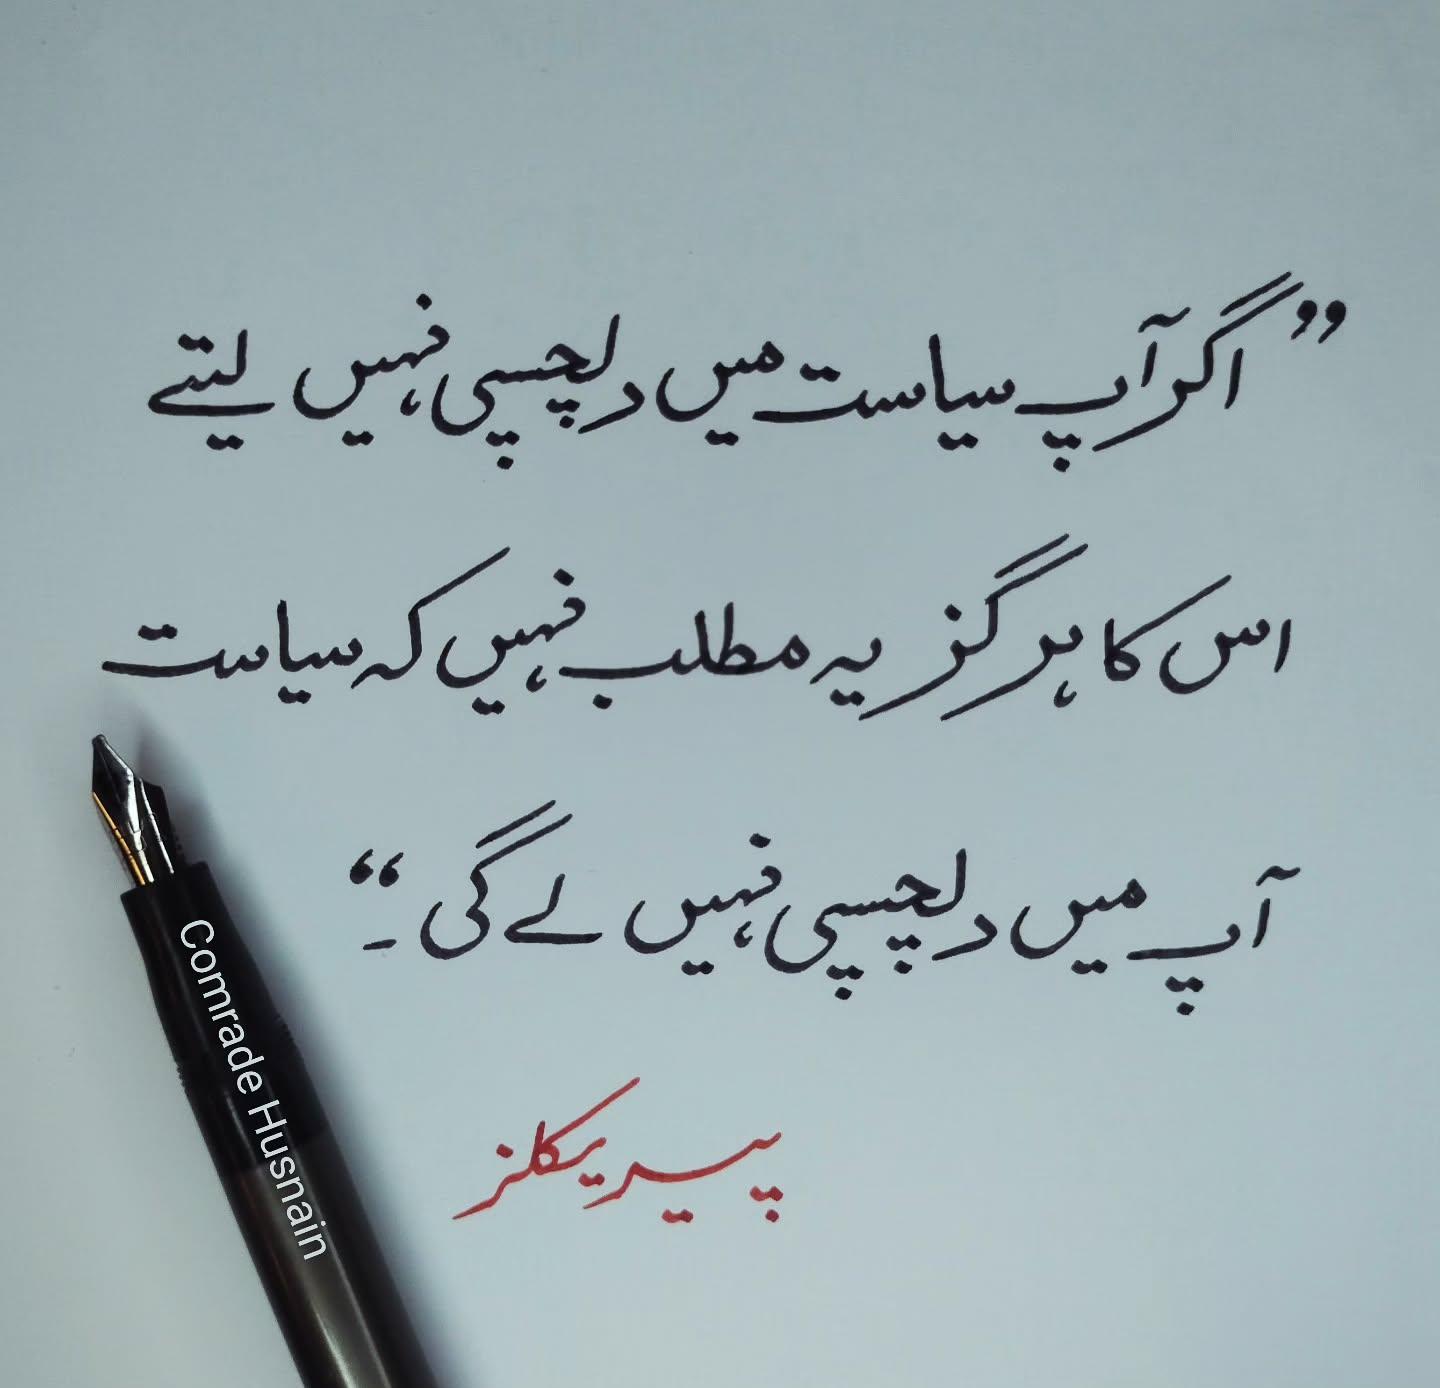 ”اگر آپ سیاست میں دلچسپی نہیں لیتے
اس کا ہرگز یہ مطلب نہیں کہ سیاست
آپ میں دلچسپی نہیں لے گی۔“
پیریکلز
Comrade Husnain